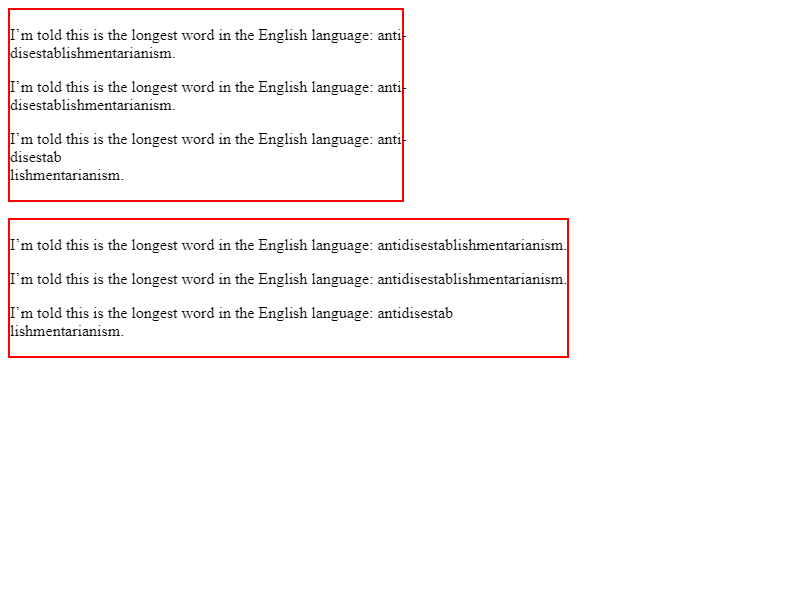 I’m told this is the longest word in the English language: anti-
disestablishmentarianism.
I’m told this is the longest word in the English language: anti-
disestablishmentarianism.
I’m told this is the longest word in the English language: anti-
disestab
lishmentarianism.
I’m told this is the longest word in the English language: antidisestablishmentarianism.
I’m told this is the longest word in the English language: antidisestablishmentarianism.
I’m told this is the longest word in the English language: antidisestab
lishmentarianism.